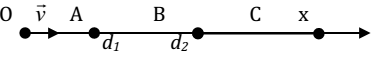 O v⃗ A B C x
d₁ d₂